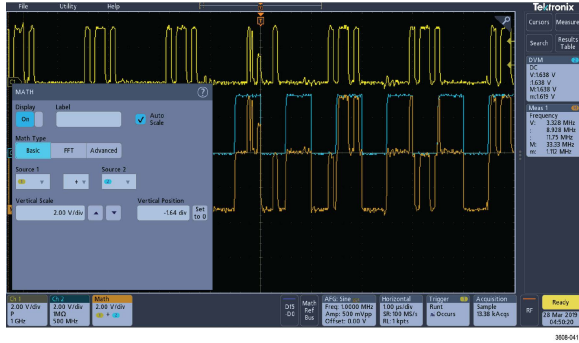 File Utility Help
Tektronix
Cursors Measure
Search Results Table
DVM
DC
V:1.638 V
:1.638 V
M:1.638 V
m:1.619 V
Meas 1
Frequency
V: 3.328 MHz
: 8.928 MHz
: 11.75 MHz
M: 33.33 MHz
m: 1.112 MHz
MATH
Display Label
On
Auto Scale
Math Type
Basic FFT Advanced
Source 1 Source 2
+
Vertical Scale Vertical Position
2.00 V/div -1.64 div Set to 0
Ch 1
2.00 V/div
P
1 GHz
Ch 2
2.00 V/div
1MΩ
500 MHz
Math
2.00 V/div
+
Math
Ref
Bus
AFG: Sine
Freq: 1.0000 MHz
Amp: 500 mVpp
Offset: 0.00 V
Horizontal
1.00 µs/div
SR: 100 MS/s
RL: 1 kpts
Trigger
Runt
Occurs
Acquisition
Sample
13.38 kAcqs
RF
Ready
28 Mar 2019
04:50:20
3608-041